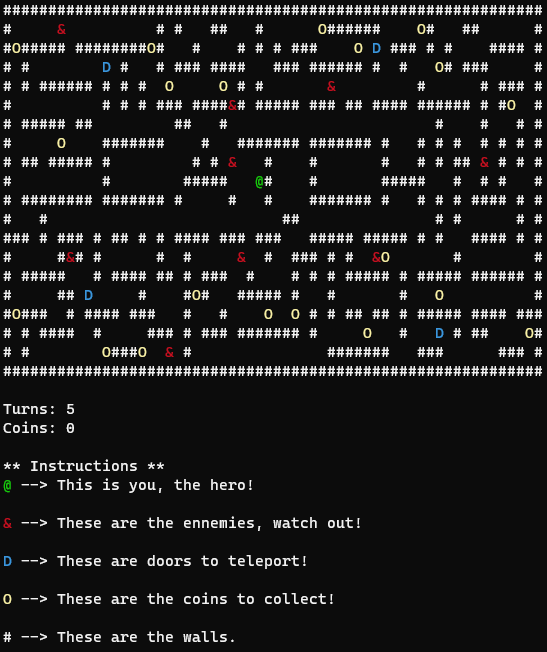 ############################################################
#     &          # #   ##  #       O######    O#   ##      #
#O##### ########O#   #    # # # ###    O D ### # #    #### #
# #        D #   # ### ####   ### ###### #  #   O# ###     #
# ###### # # #  O     O # #       &         #      # ### #
#          # # # ### ####&# ##### ### ## #### ###### # #O  #
# ##### ##         ##   #                       #    #   # #
#     O    #######    #   ####### ####### #   # # #  # # # #
# ## ##### #         # # &   #    #       #   # # ## & # # #
#          #        #####   @#    #       #####   #  # #   #
# ######## ####### #     #   #    ####### #   # # ####     #
#   #                          ##               # #      # #
### # ### # ## # # #### ### ###   ##### ##### # #   #### # #
#     #&# #      #  #     &  #  ### # #  &O       #        #
# #####   # #### ## # ###  #    # # # ##### # ##### ###### #
#     ## D     #    #O#   ##### #   #       #   O          #
#O###  # #### ###   #   #    O  O # # ## ## # ##### #### ###
# # ####  #     ### # ### ####### #     O   #   D # ##    O#
# #        O###O  & #               #######   ###      ### #
############################################################
Turns: 5
Coins: 0
** Instructions **
@ --> This is you, the hero!
& --> These are the ennemies, watch out!
D --> These are doors to teleport!
O --> These are the coins to collect!
# --> These are the walls.